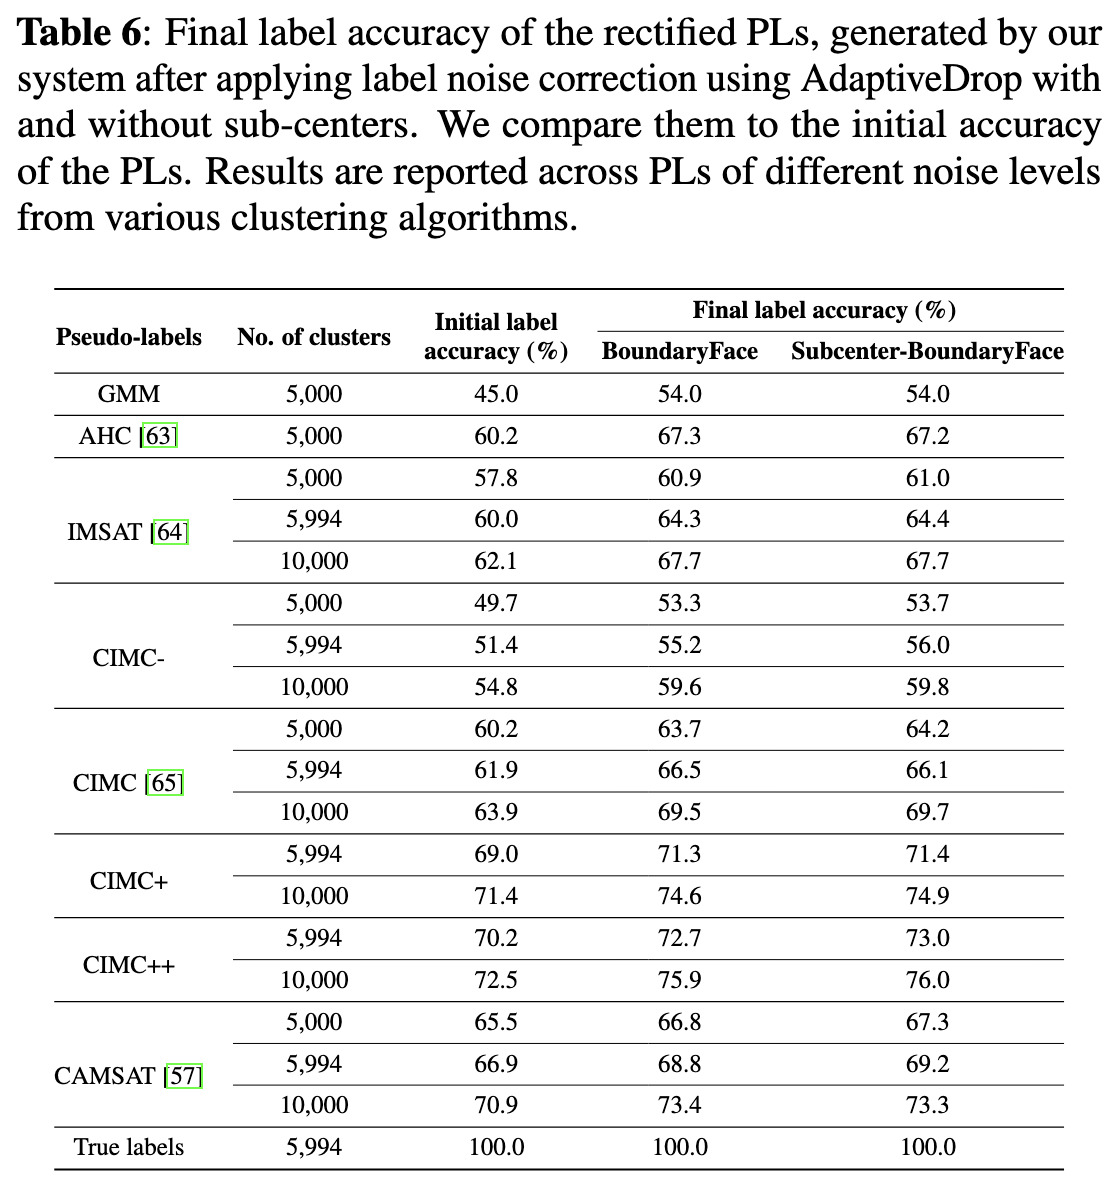 Table 6: Final label accuracy of the rectified PLs, generated by our
system after applying label noise correction using AdaptiveDrop with
and without sub-centers. We compare them to the initial accuracy
of the PLs. Results are reported across PLs of different noise levels
from various clustering algorithms.
Pseudo-labels No. of clusters Initial label accuracy (%) Final label accuracy (%)
BoundaryFace Subcenter-BoundaryFace
GMM 5,000 45.0 54.0 54.0
AHC [63] 5,000 60.2 67.3 67.2
IMSAT [64] 5,000 57.8 60.9 61.0
5,994 60.0 64.3 64.4
10,000 62.1 67.7 67.7
CIMC- 5,000 49.7 53.3 53.7
5,994 51.4 55.2 56.0
10,000 54.8 59.6 59.8
CIMC [65] 5,000 60.2 63.7 64.2
5,994 61.9 66.5 66.1
10,000 63.9 69.5 69.7
CIMC+ 5,994 69.0 71.3 71.4
10,000 71.4 74.6 74.9
CIMC++ 5,994 70.2 72.7 73.0
10,000 72.5 75.9 76.0
CAMSAT [57] 5,000 65.5 66.8 67.3
5,994 66.9 68.8 69.2
10,000 70.9 73.4 73.3
True labels 5,994 100.0 100.0 100.0